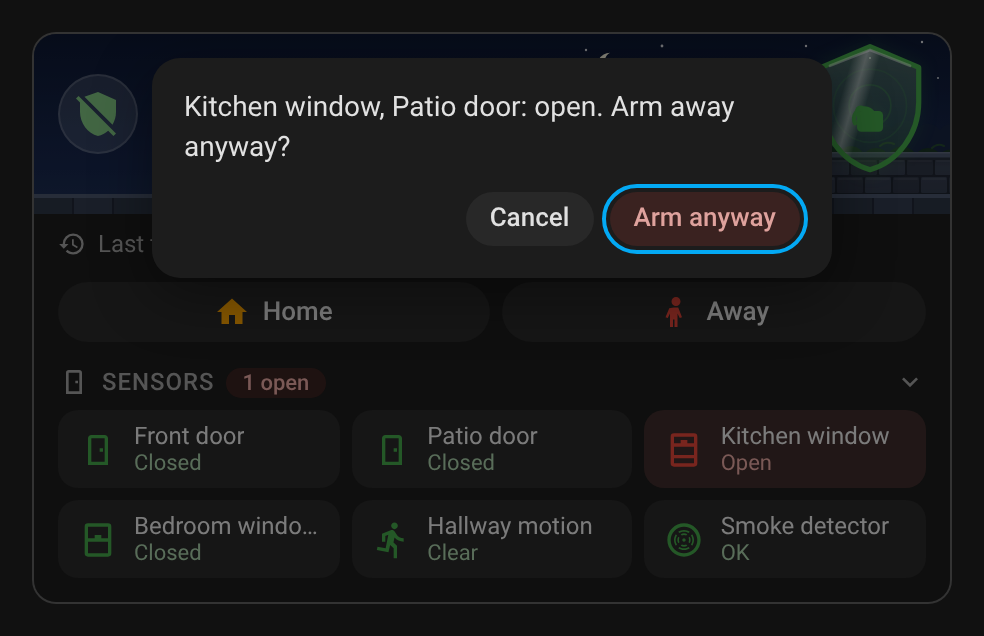 Kitchen window, Patio door: open. Arm away
anyway?
Cancel
Arm anyway
Last
Home
Away
SENSORS
1 open
Front door
Closed
Patio door
Closed
Kitchen window
Open
Bedroom windo...
Closed
Hallway motion
Clear
Smoke detector
OK